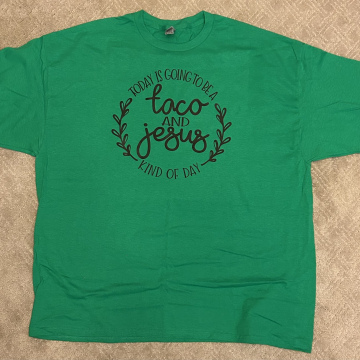 TODAY IS GOING TO BE A
taco
AND
jesus
KIND OF DAY